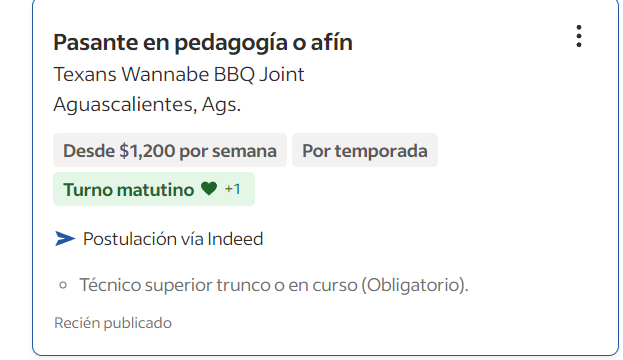 Pasante en pedagogía o afín
Texans Wannabe BBQ Joint
Aguascalientes, Ags.
Desde $1,200 por semana
Por temporada
Turno matutino +1
Postulación vía Indeed
Técnico superior trunco o en curso (Obligatorio).
Recién publicado